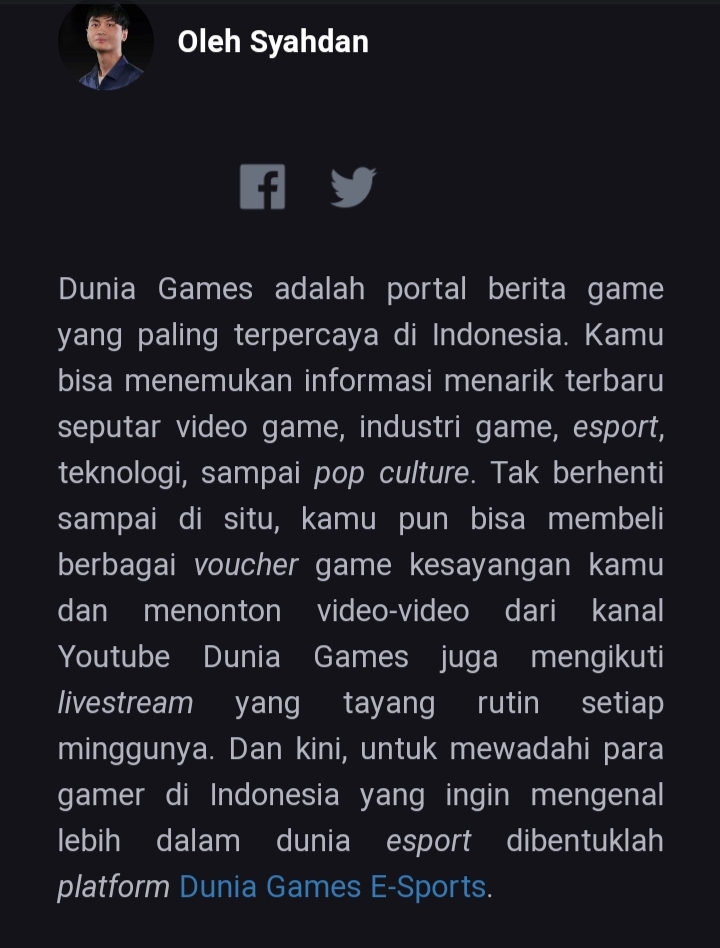 Oleh Syahdan
Dunia Games adalah portal berita game
yang paling terpercaya di Indonesia. Kamu
bisa menemukan informasi menarik terbaru
seputar video game, industri game, esport,
teknologi, sampai pop culture. Tak berhenti
sampai di situ, kamu pun bisa membeli
berbagai voucher game kesayangan kamu
dan menonton video-video dari kanal
Youtube Dunia Games juga mengikuti
livestream yang tayang rutin setiap
minggunya. Dan kini, untuk mewadahi para
gamer di Indonesia yang ingin mengenal
lebih dalam dunia esport dibentuklah
platform Dunia Games E-Sports.